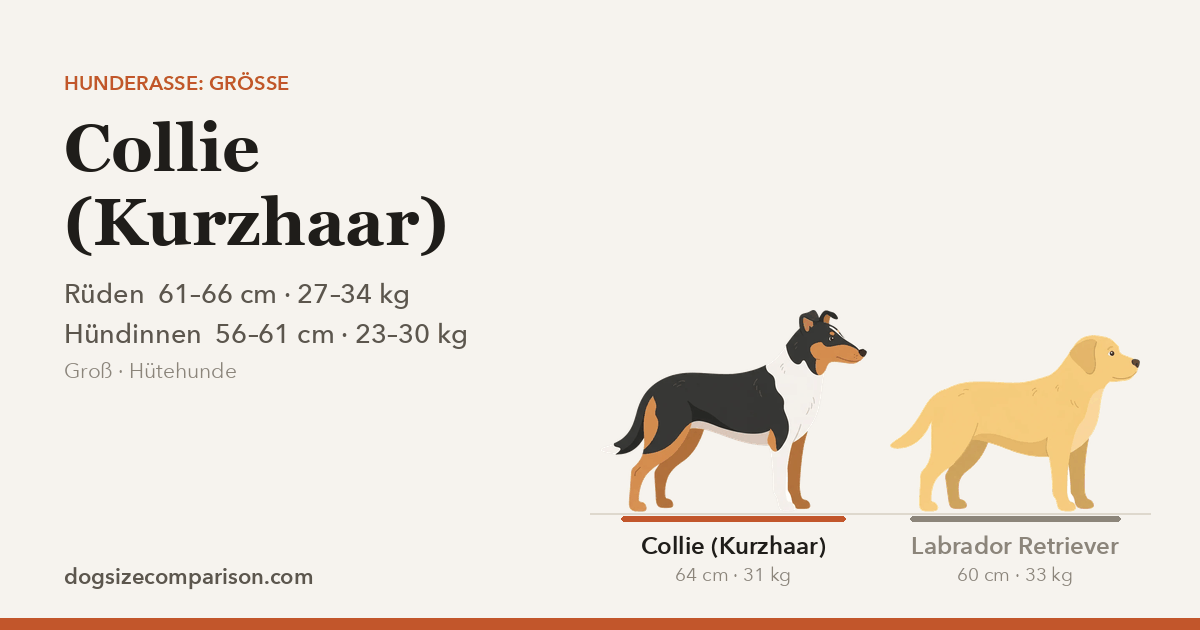 HUNDERASSE: GRÖSSE
Collie
(Kurzhaar)
Rüden 61–66 cm · 27–34 kg
Hündinnen 56–61 cm · 23–30 kg
Groß · Hütehunde
Collie (Kurzhaar)
64 cm · 31 kg
Labrador Retriever
60 cm · 33 kg
dogsizecomparison.com